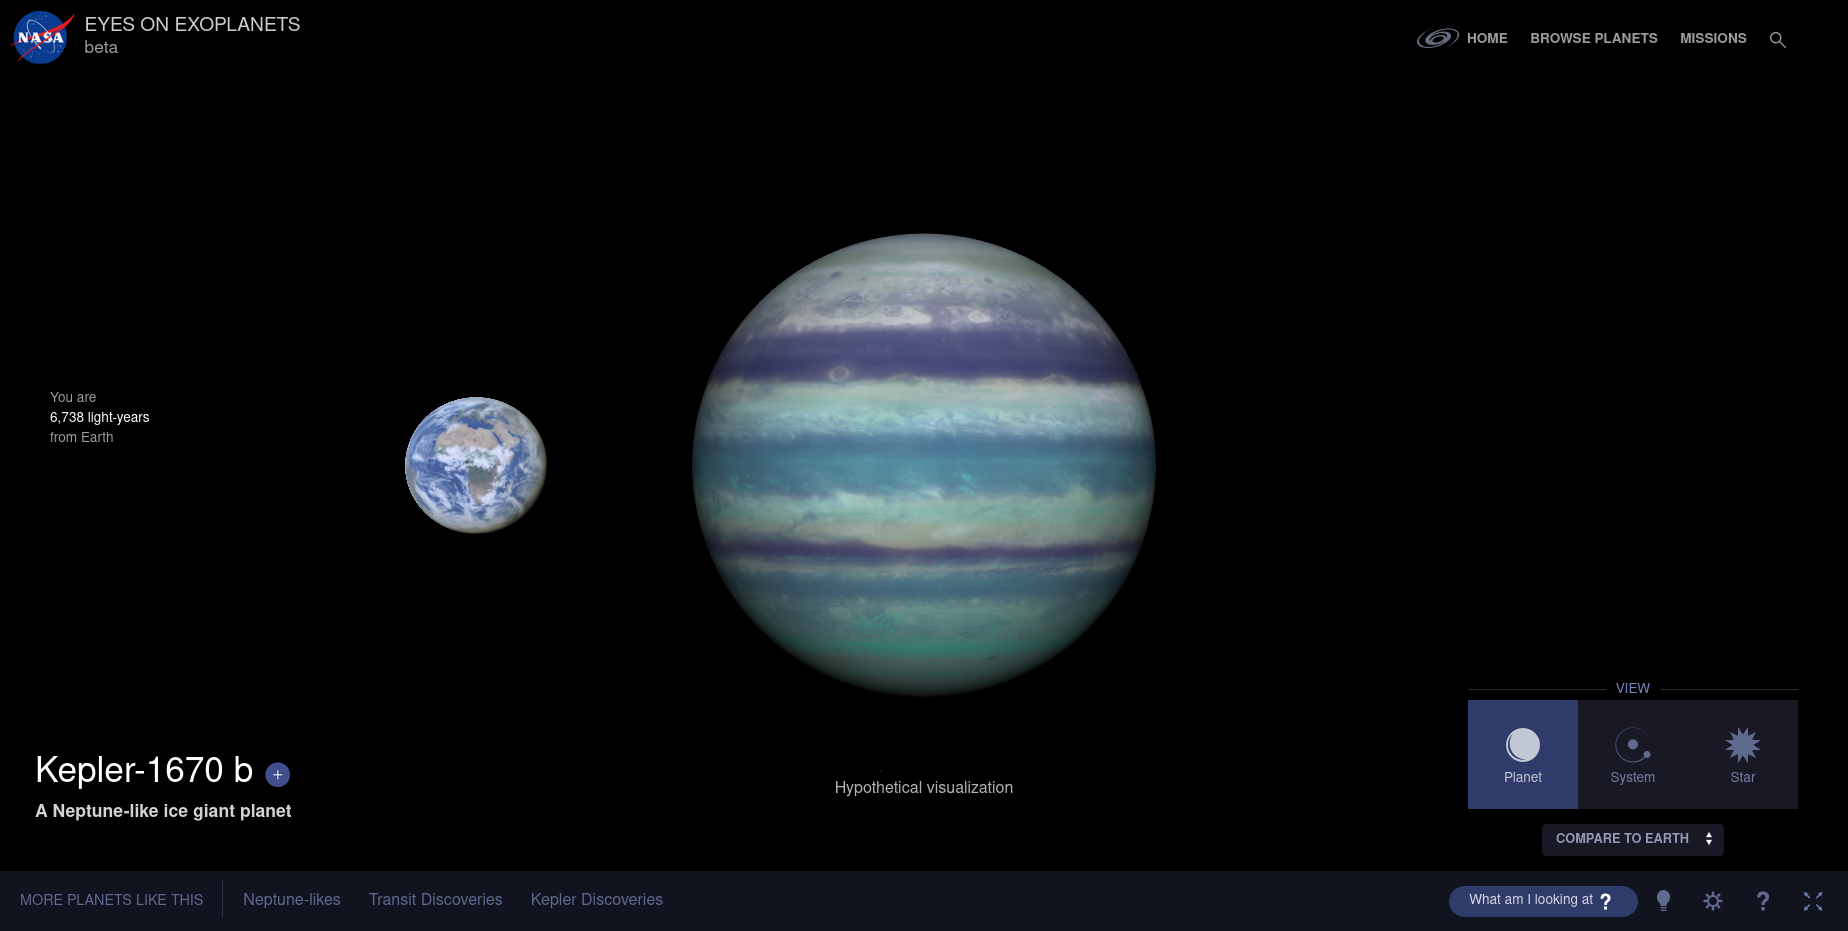 NASA
EYES ON EXOPLANETS
beta
HOME
BROWSE PLANETS
MISSIONS
You are
6,738 light-years
from Earth
Kepler-1670 b +
A Neptune-like ice giant planet
Hypothetical visualization
VIEW
Planet
System
Star
COMPARE TO EARTH
MORE PLANETS LIKE THIS
Neptune-likes
Transit Discoveries
Kepler Discoveries
What am I looking at ?
?